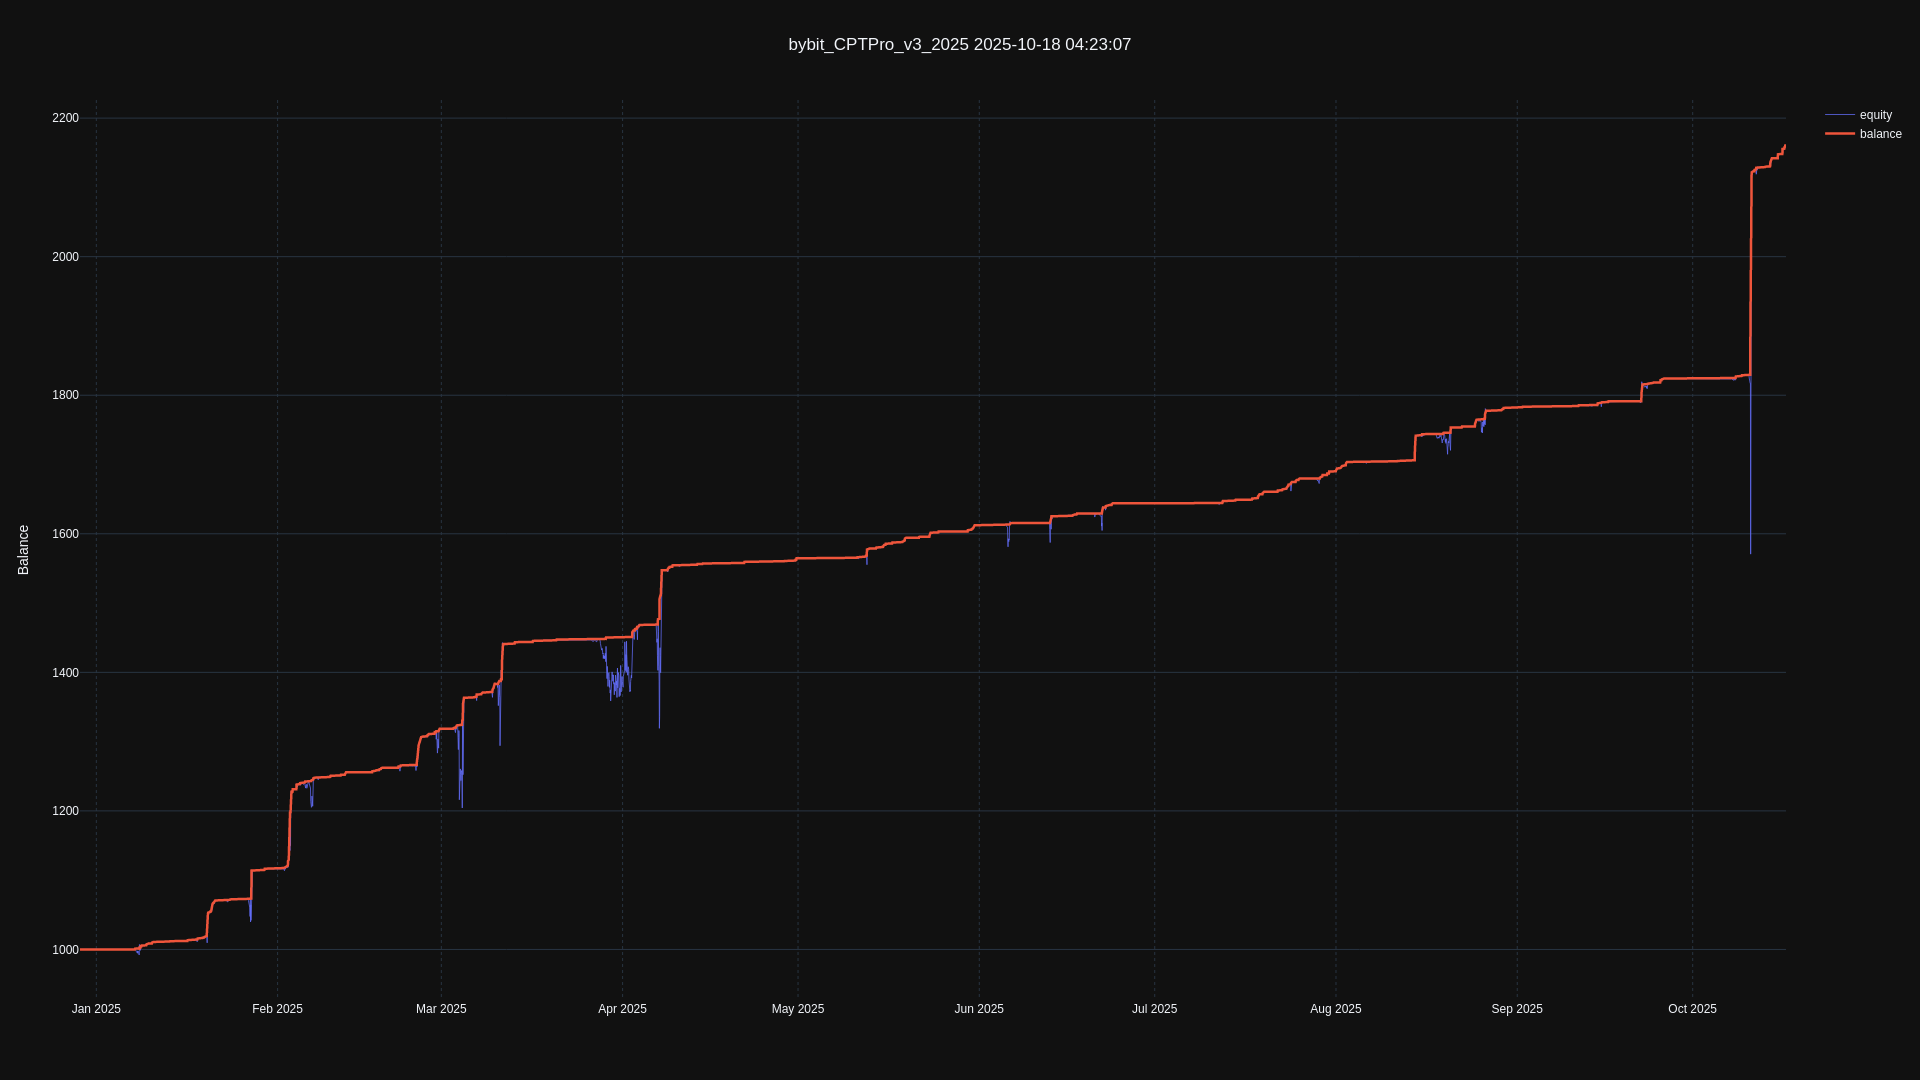 bybit_CPTPro_v3_2025 2025-10-18 04:23:07
equity
balance
2200
2000
1800
1600
1400
1200
1000
Balance
Jan 2025
Feb 2025
Mar 2025
Apr 2025
May 2025
Jun 2025
Jul 2025
Aug 2025
Sep 2025
Oct 2025